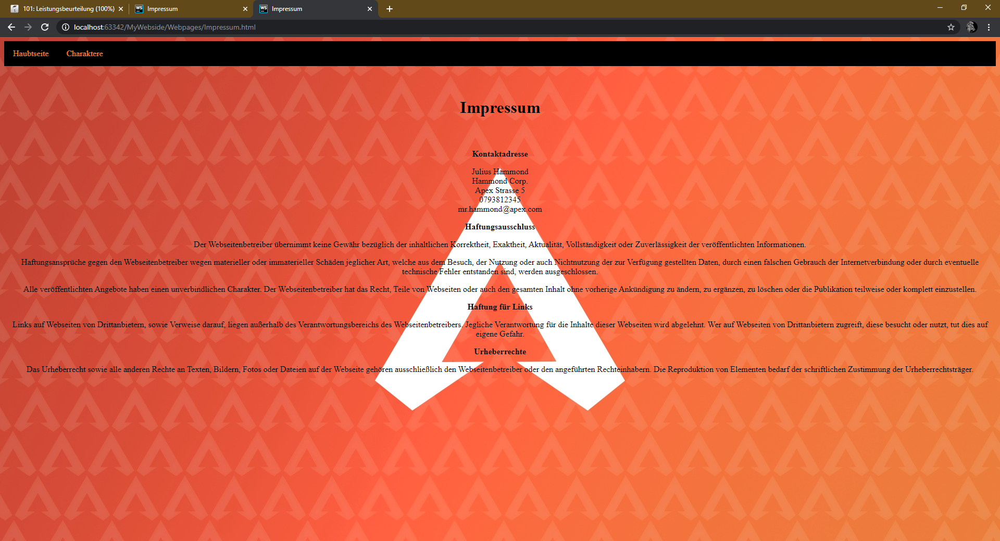 101: Leistungsbeurteilung (100%)
WS Impressum
WS Impressum
localhost:63342/MyWebside/Webpages/Impressum.html
Haubtseite Charaktere
Impressum
Kontaktadresse
Julius Hammond
Hammond Corp.
Apex Strasse 5
0793812345
mr.hammond@apex.com
Haftungsausschluss
Der Webseitenbetreiber übernimmt keine Gewähr bezüglich der inhaltlichen Korrektheit, Exaktheit, Aktualität, Vollständigkeit oder Zuverlässigkeit der veröffentlichten Informationen.
Haftungsansprüche gegen den Webseitenbetreiber wegen materieller oder immaterieller Schäden jeglicher Art, welche aus dem Besuch, der Nutzung oder auch Nichtnutzung der zur Verfügung gestellten Daten, durch einen falschen Gebrauch der Internetverbindung oder durch eventuelle
technische Fehler entstanden sind, werden ausgeschlossen.
Alle veröffentlichten Angebote haben einen unverbindlichen Charakter. Der Webseitenbetreiber hat das Recht, Teile von Webseiten oder auch den gesamten Inhalt ohne vorherige Ankündigung zu ändern, zu ergänzen, zu löschen oder die Publikation teilweise oder komplett einzustellen.
Haftung für Links
Links auf Webseiten von Drittanbietern, sowie Verweise darauf, liegen außerhalb des Verantwortungsbereichs des Webseitenbetreibers. Jegliche Verantwortung für die Inhalte dieser Webseiten wird abgelehnt. Wer auf Webseiten von Drittanbietern zugreift, diese besucht oder nutzt, tut dies auf
eigene Gefahr.
Urheberrechte
Das Urheberrecht sowie alle anderen Rechte an Texten, Bildern, Fotos oder Dateien auf der Webseite gehören ausschließlich den Webseitenbetreiber oder den angeführten Rechteinhabern. Die Reproduktion von Elementen bedarf der schriftlichen Zustimmung der Urheberrechtsträger.